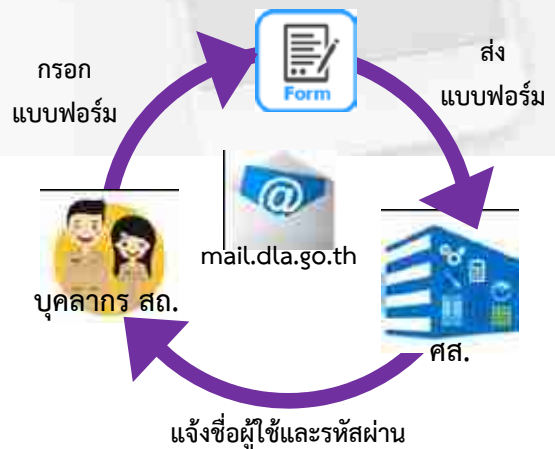 กรอก
แบบฟอร์ม
Form
ส่ง
แบบฟอร์ม
@
mail.dla.go.th
บุคลากร สถ.
ศส.
แจ้งชื่อผู้ใช้และรหัสผ่าน